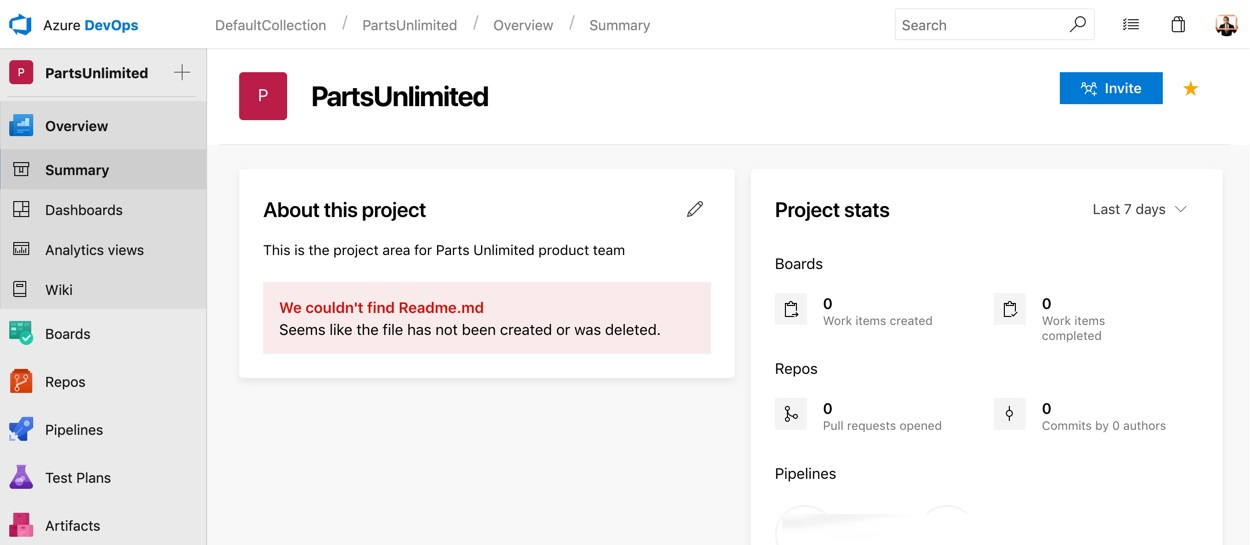 Azure DevOps
DefaultCollection / PartsUnlimited / Overview / Summary
Search
P PartsUnlimited
Overview
Summary
Dashboards
Analytics views
Wiki
Boards
Repos
Pipelines
Test Plans
Artifacts
P PartsUnlimited
Invite
About this project
This is the project area for Parts Unlimited product team
We couldn't find Readme.md
Seems like the file has not been created or was deleted.
Project stats
Last 7 days
Boards
0
Work items created
0
Work items
completed
Repos
0
Pull requests opened
0
Commits by 0 authors
Pipelines